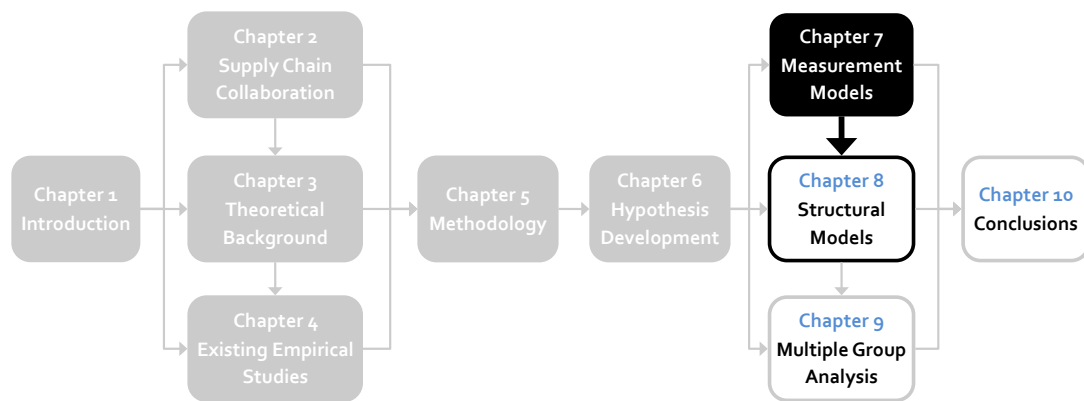 Chapter 1
Introduction
Chapter 2
Supply Chain
Collaboration
Chapter 3
Theoretical
Background
Chapter 4
Existing Empirical
Studies
Chapter 5
Methodology
Chapter 6
Hypothesis
Development
Chapter 7
Measurement
Models
Chapter 8
Structural
Models
Chapter 9
Multiple Group
Analysis
Chapter 10
Conclusions